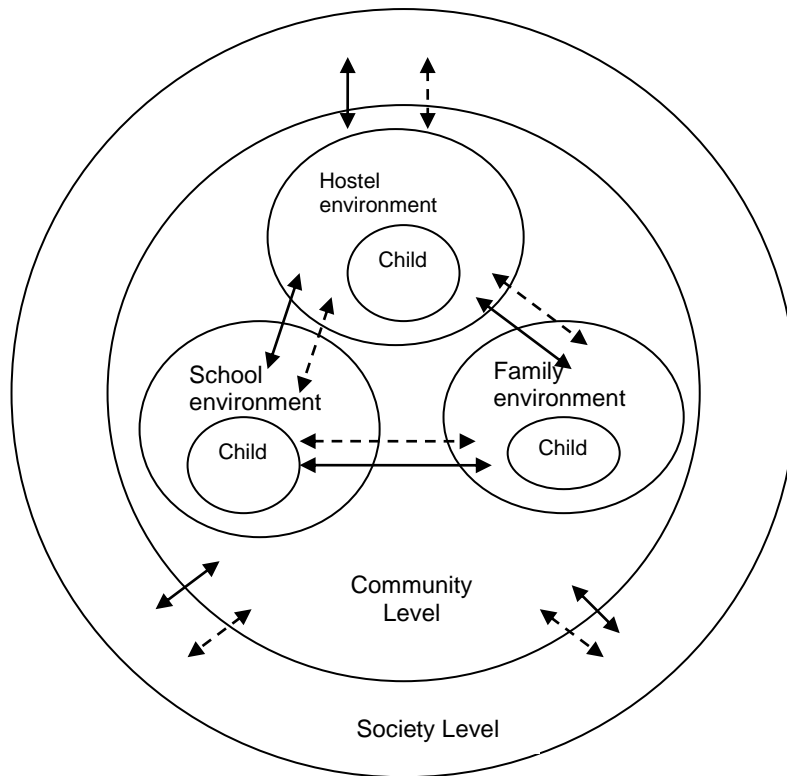 Hostel
environment
Child
School
environment
Child
Family
environment
Child
Community
Level
Society Level